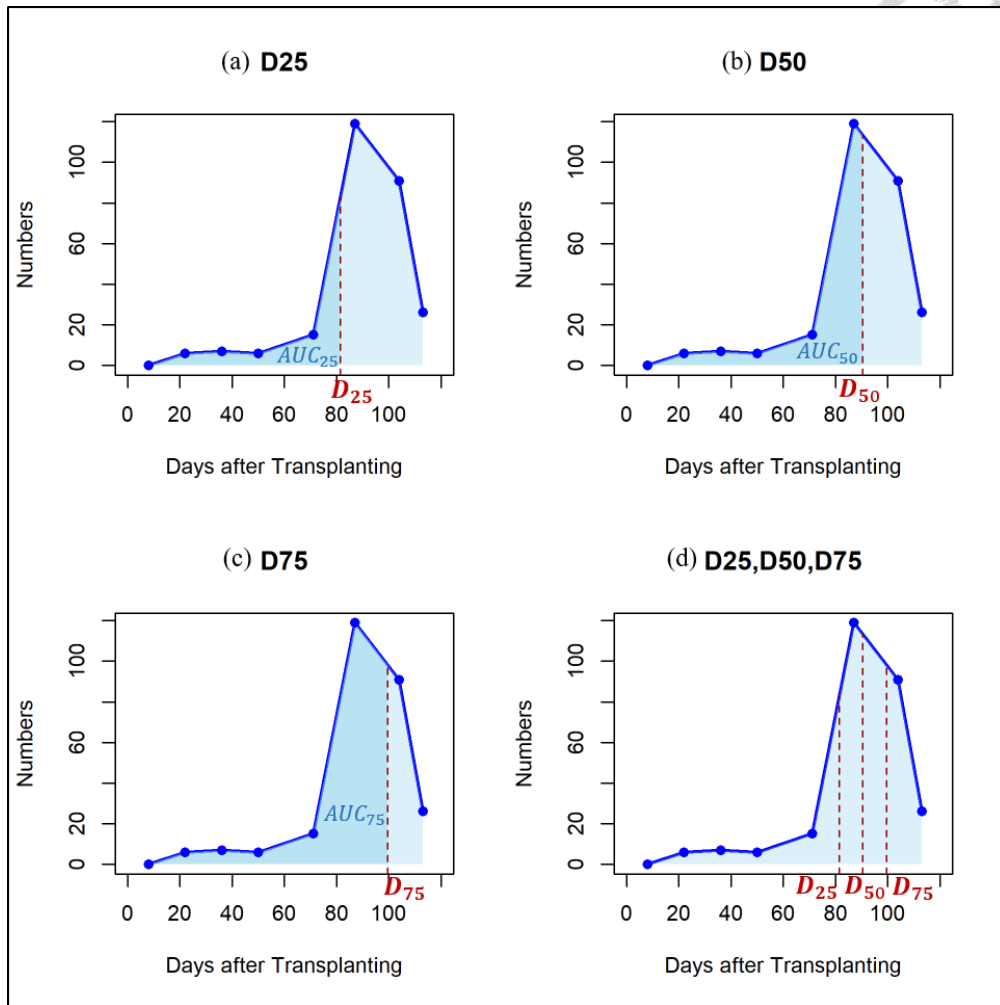 (a) D25
(b) D50
Numbers
0 20 60 100
AUC25
D25
0 20 40 60 80 100
Days after Transplanting
Numbers
0 20 60 100
AUC50
D50
0 20 40 60 80 100
Days after Transplanting
(c) D75
(d) D25,D50,D75
Numbers
0 20 60 100
AUC75
D75
0 20 40 60 80 100
Days after Transplanting
Numbers
0 20 60 100
D25 D50 D75
0 20 40 60 80 100
Days after Transplanting